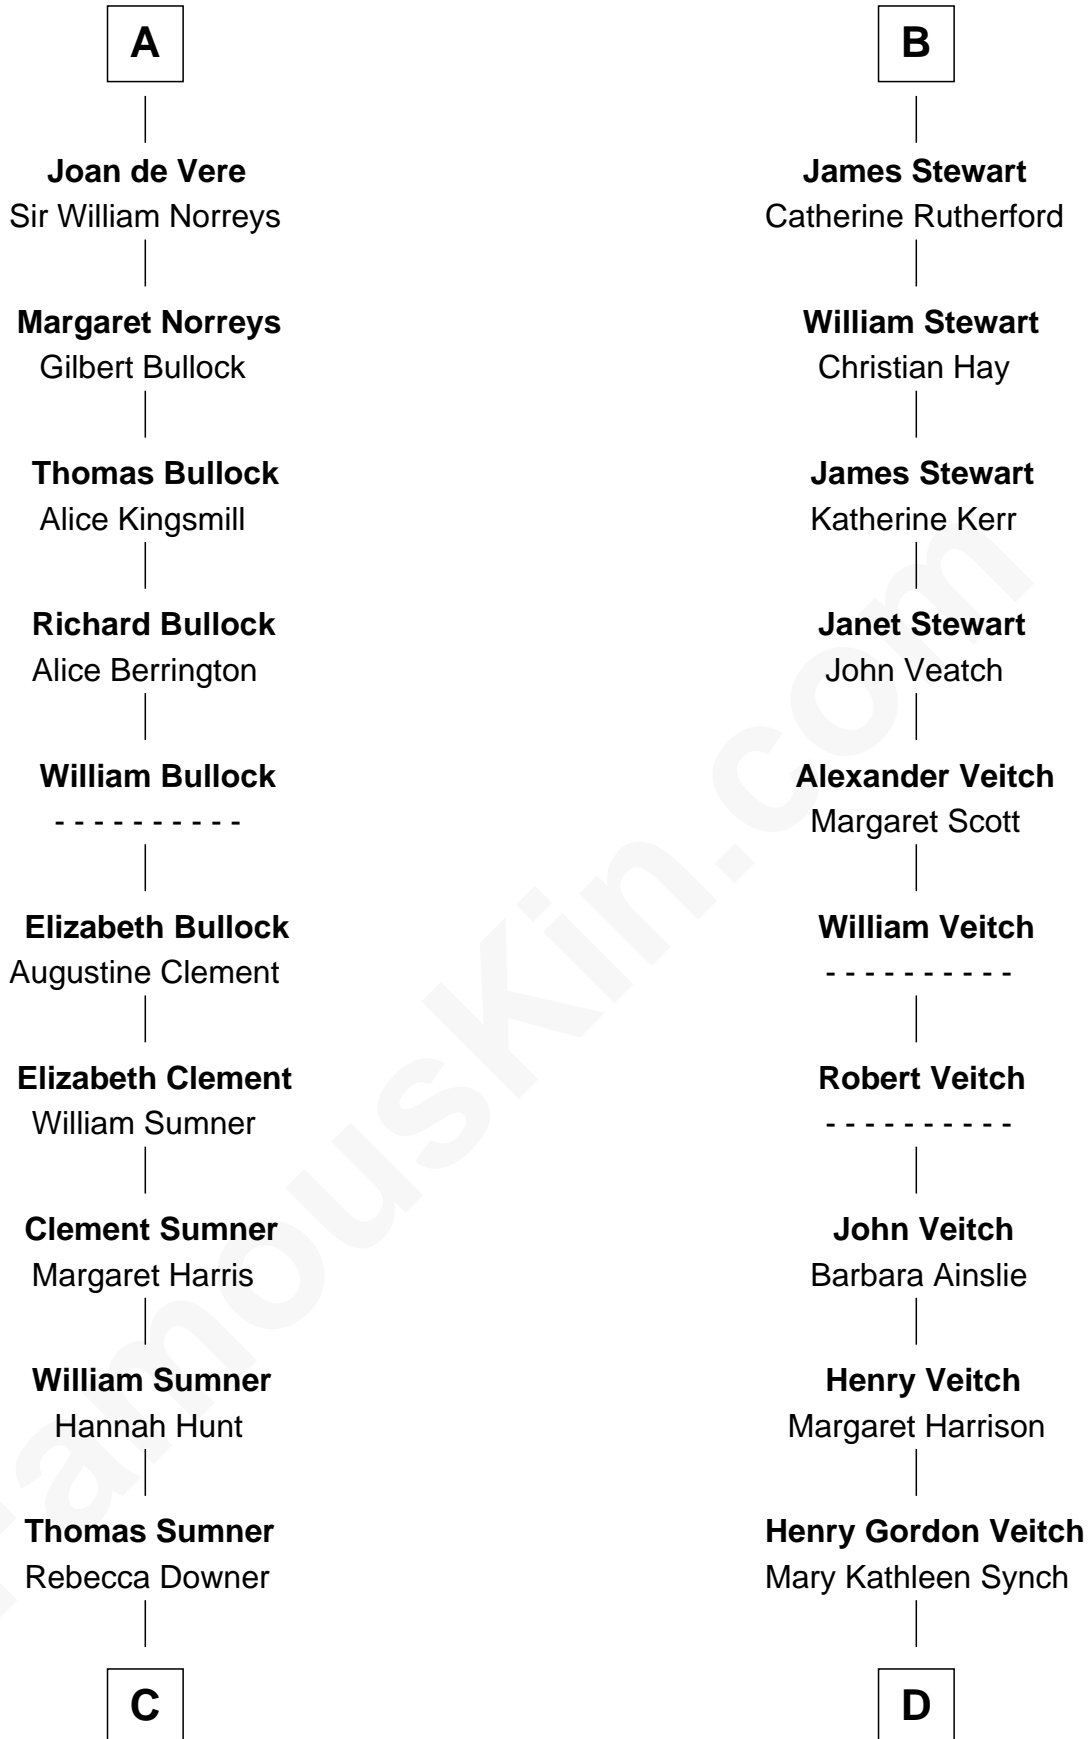 A
Joan de Vere
Sir William Norreys
Margaret Norreys
Gilbert Bullock
Thomas Bullock
Alice Kingsmill
Richard Bullock
Alice Berrington
William Bullock
- - - - - - - - - -
Elizabeth Bullock
Augustine Clement
Elizabeth Clement
William Sumner
Clement Sumner
Margaret Harris
William Sumner
Hannah Hunt
Thomas Sumner
Rebecca Downer
C
B
James Stewart
Catherine Rutherford
William Stewart
Christian Hay
James Stewart
Katherine Kerr
Janet Stewart
John Veatch
Alexander Veitch
Margaret Scott
William Veitch
- - - - - - - - - -
Robert Veitch
- - - - - - - - - -
John Veitch
Barbara Ainslie
Henry Veitch
Margaret Harrison
Henry Gordon Veitch
Mary Kathleen Synch
D
FamousKin.com